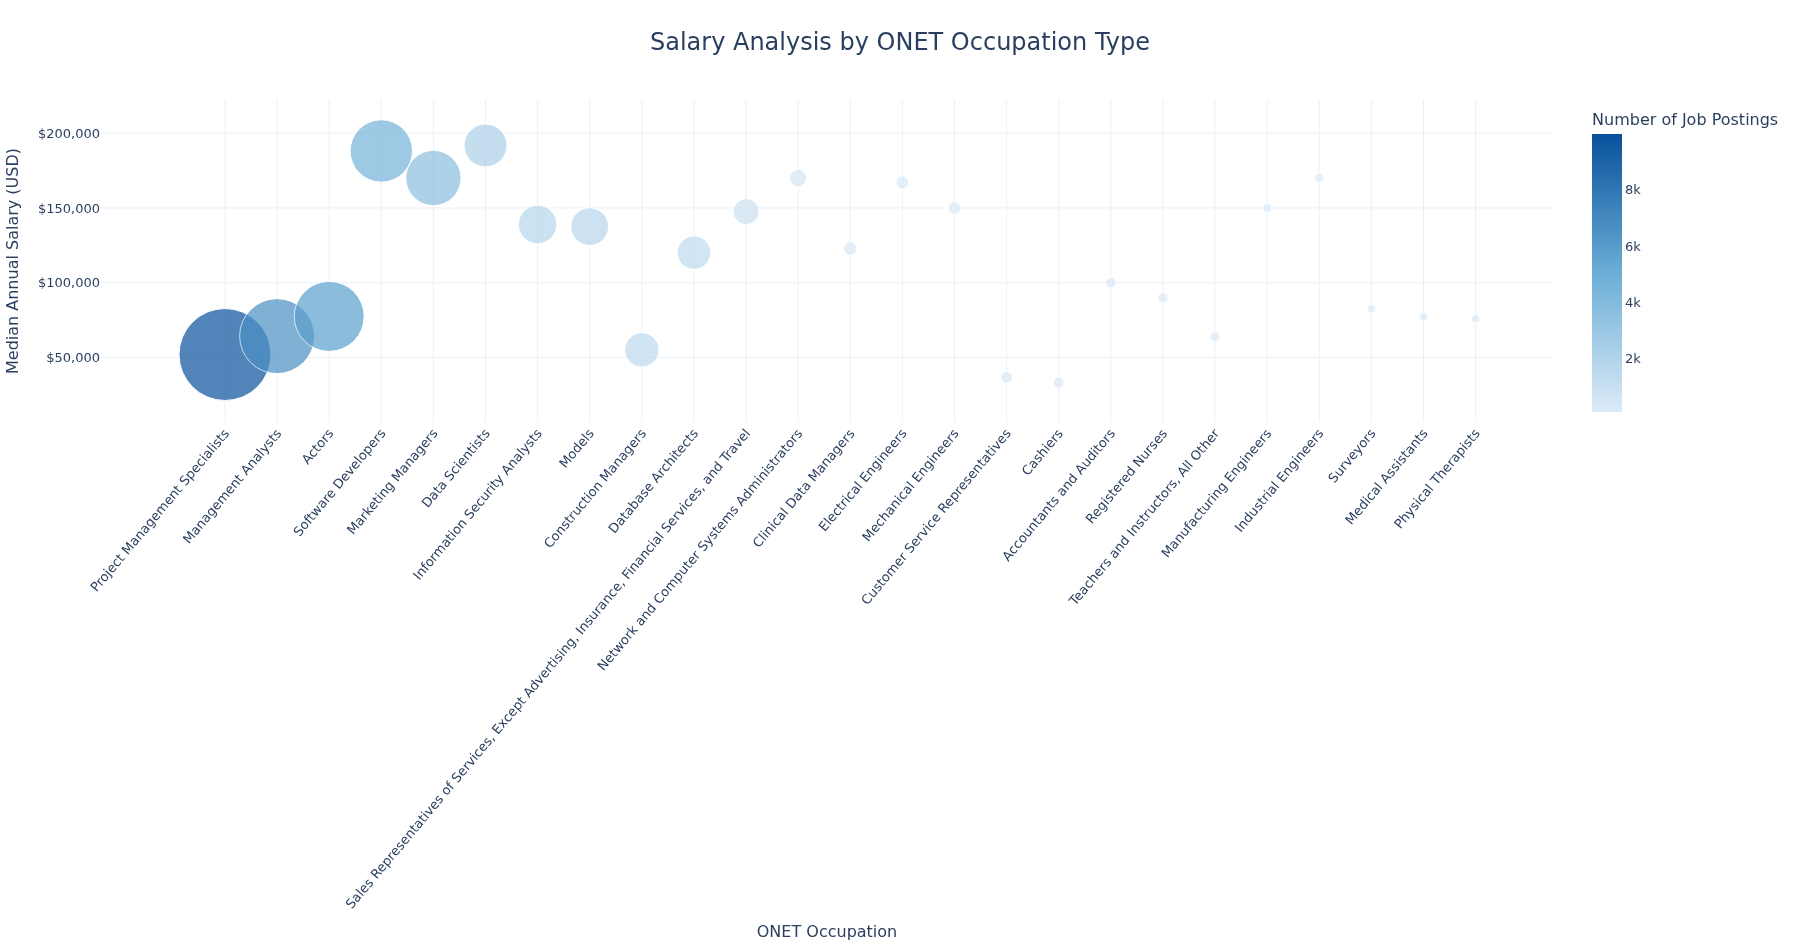 Salary Analysis by ONET Occupation Type
Number of Job Postings
8k
6k
4k
2k
Median Annual Salary (USD)
$200,000
$150,000
$100,000
$50,000
Project Management Specialists
Management Analysts
Actors
Software Developers
Marketing Managers
Data Scientists
Information Security Analysts
Models
Construction Managers
Database Architects
Sales Representatives of Services, Except Advertising, Insurance, Financial Services, and Travel
Network and Computer Systems Administrators
Clinical Data Managers
Electrical Engineers
Mechanical Engineers
Customer Service Representatives
Cashiers
Accountants and Auditors
Registered Nurses
Teachers and Instructors, All Other
Manufacturing Engineers
Industrial Engineers
Surveyors
Medical Assistants
Physical Therapists
ONET Occupation